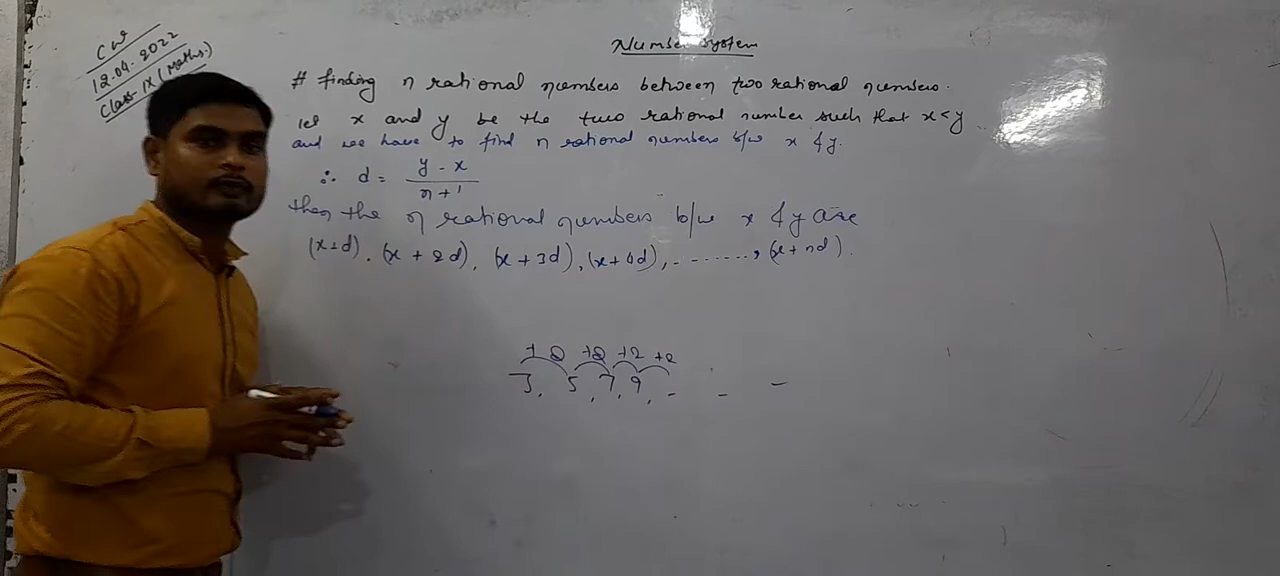 CW
12.04.2022
Class-IX (Maths.)
Number system
# finding n rational numbers between two rational numbers.
let x and y be the two rational number such that x < y
and we have to find n rational numbers b/w x & y.
∴ d = y - x / n + 1
then the n rational numbers b/w x & y are
(x+d), (x + 2d), (x + 3d), (x+4d), - ......., (x + nd).
+2 +2 +2 +2
3, 5, 7, 9, - - -